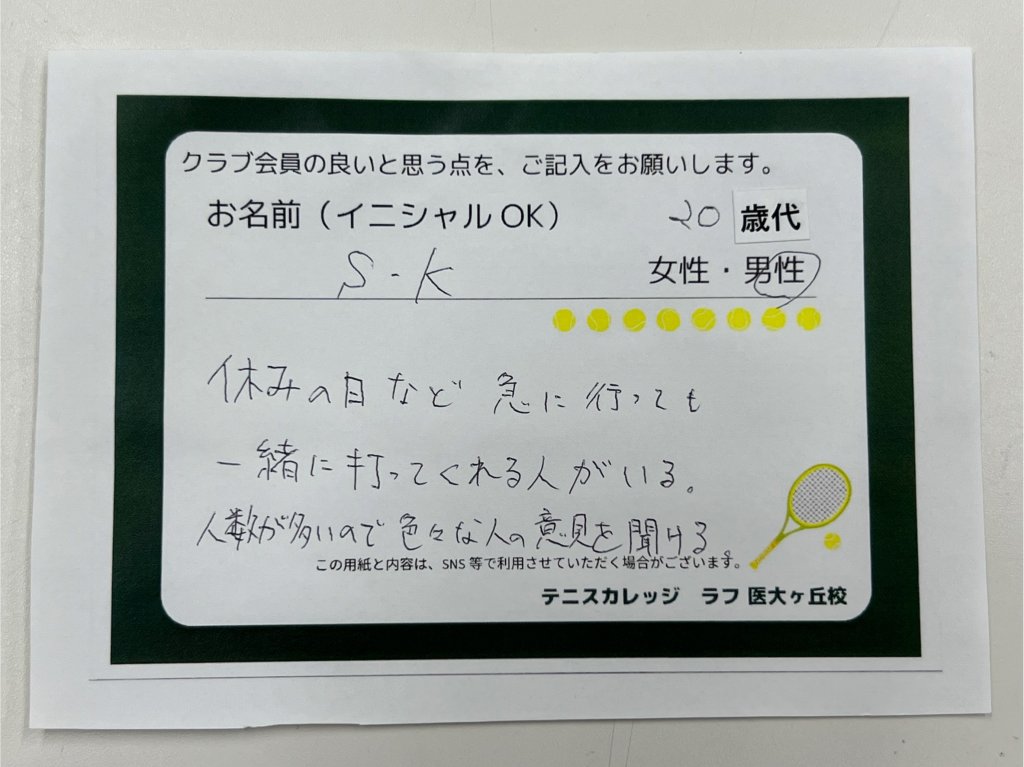 クラブ会員の良いと思う点を、ご記入をお願いします。
お名前（イニシャルOK） 20 歳代
S-K 女性・男性
休みの日など 急に行っても
一緒に打ってくれる人がいる。
人数が多いので色々な人の意見を聞ける。
この用紙と内容は、SNS等で利用させていただく場合がございます。
テニスカレッジ ラフ 医大ヶ丘校